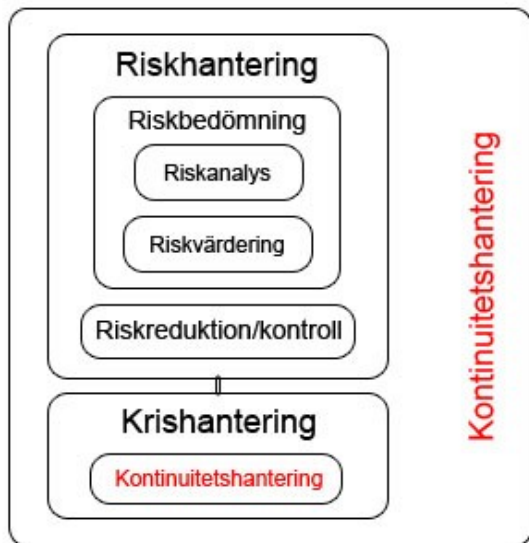 Riskhantering
Riskbedömning
Riskanalys
Riskvärdering
Riskreduktion/kontroll
Krishantering
Kontinuitetshantering
Kontinuitetshantering